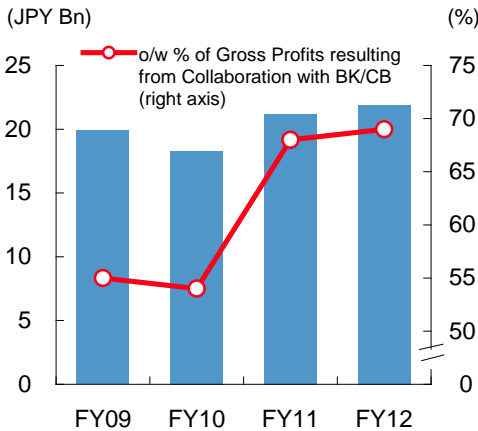 (JPY Bn)
(%)
o/w % of Gross Profits resulting
from Collaboration with BK/CB
(right axis)
25
20
15
10
5
0
75
70
65
60
55
50
0
FY09 FY10 FY11 FY12